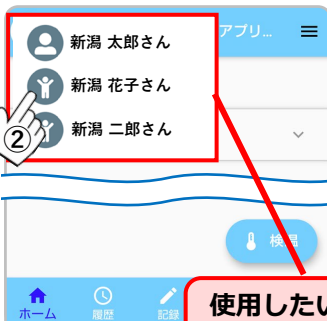 アプリ...
新潟 太郎さん
新潟 花子さん
新潟 二郎さん
②
検温
ホーム
履歴
記録
使用したい